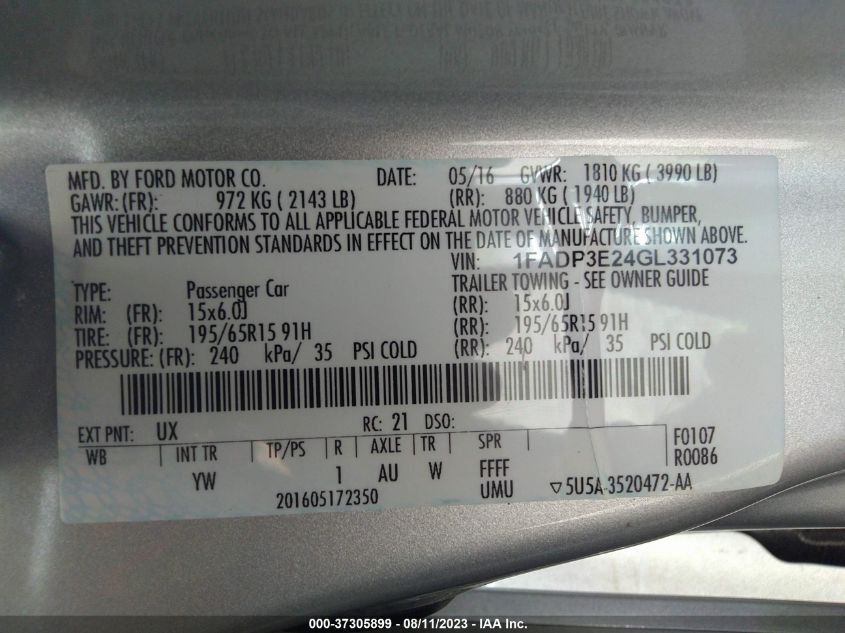 MFD. BY FORD MOTOR CO. DATE: 05/16 GVWR: 1810 KG ( 3990 LB)
GAWR: (FR): 972 KG ( 2143 LB) (RR): 880 KG ( 1940 LB)
THIS VEHICLE CONFORMS TO ALL APPLICABLE FEDERAL MOTOR VEHICLE SAFETY, BUMPER,
AND THEFT PREVENTION STANDARDS IN EFFECT ON THE DATE OF MANUFACTURE SHOWN ABOVE.
VIN: 1FADP3E24GL331073
TYPE: Passenger Car TRAILER TOWING - SEE OWNER GUIDE
RIM: (FR): 15x6.0J (RR): 15x6.0J
TIRE: (FR): 195/65R15 91H (RR): 195/65R15 91H
PRESSURE: (FR): 240 kPa/ 35 PSI COLD (RR): 240 kPa/ 35 PSI COLD
EXT PNT: UX RC: 21 DSO: F0107
WB INT TR TP/PS R AXLE TR SPR R0086
YW 1 AU W FFFF
201605172350 UMU ▽5U5A-3520472-AA
000-37305899 - 08/11/2023 - IAA Inc.